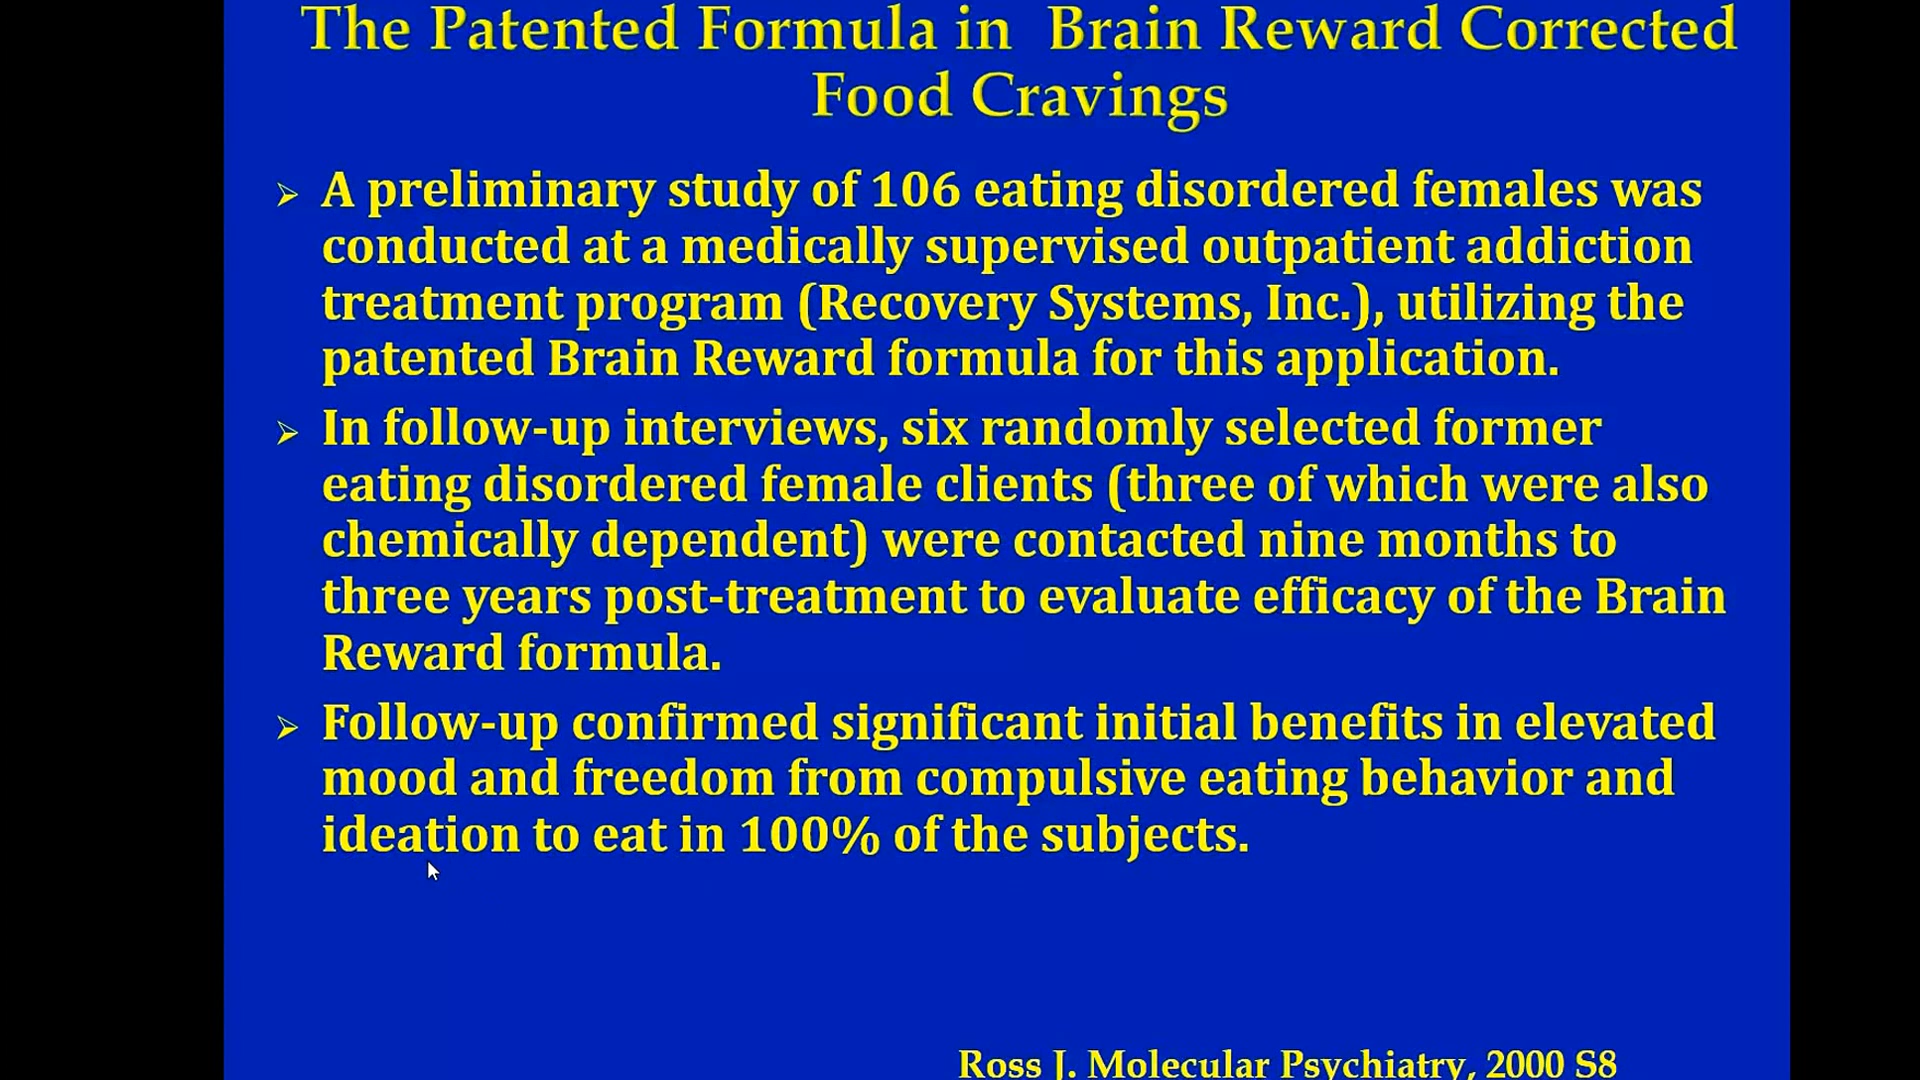 The Patented Formula in Brain Reward Corrected
Food Cravings
➢ A preliminary study of 106 eating disordered females was
conducted at a medically supervised outpatient addiction
treatment program (Recovery Systems, Inc.), utilizing the
patented Brain Reward formula for this application.
➢ In follow-up interviews, six randomly selected former
eating disordered female clients (three of which were also
chemically dependent) were contacted nine months to
three years post-treatment to evaluate efficacy of the Brain
Reward formula.
➢ Follow-up confirmed significant initial benefits in elevated
mood and freedom from compulsive eating behavior and
ideation to eat in 100% of the subjects.
Ross J. Molecular Psychiatry, 2000 S8